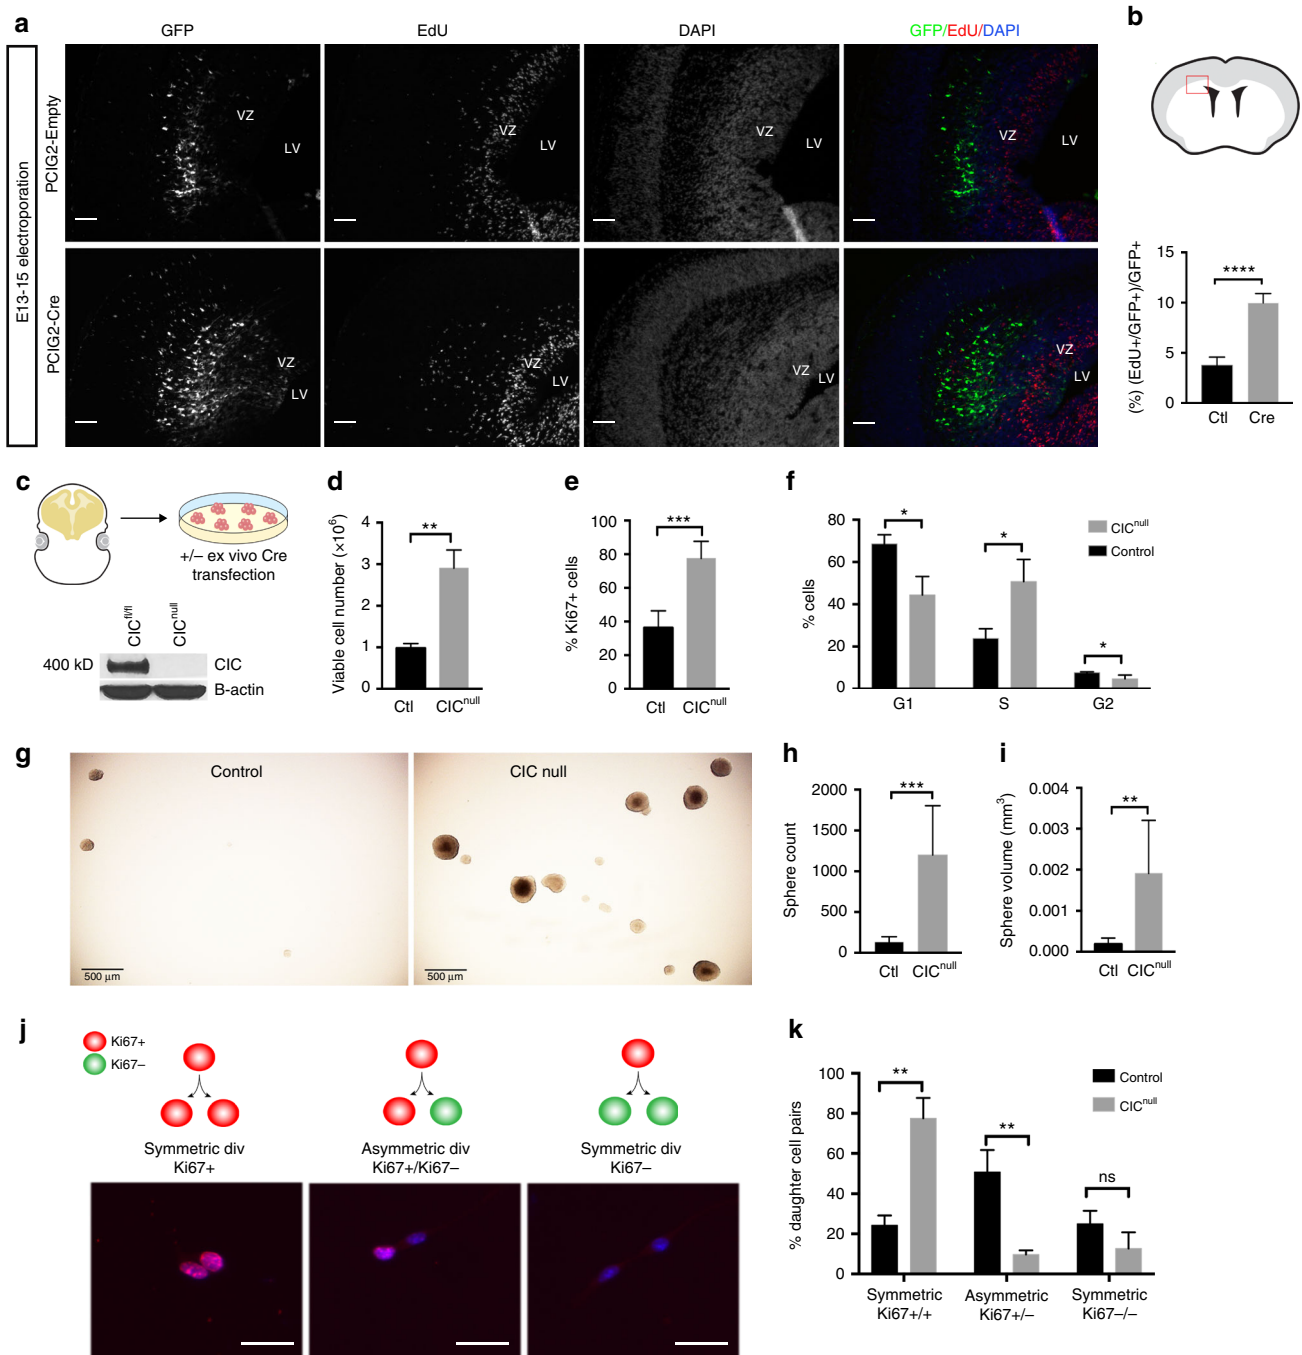 a
GFP
EdU
DAPI
GFP/EdU/DAPI
E13-15 electroporation
PCIG2-Empty
VZ
LV
VZ
LV
VZ
LV
VZ
LV
PCIG2-Cre
VZ
LV
VZ
LV
VZ
LV
VZ
LV
b
(%) (EdU+/GFP+)/GFP+
15
10
5
0
****
Ctl
Cre
c
+/− ex vivo Cre
transfection
CIC^fl/fl
CIC^null
400 kD
CIC
B-actin
d
Viable cell number (×10⁶)
4
3
2
1
0
**
Ctl
CIC^null
e
% Ki67+ cells
100
80
60
40
20
0
***
Ctl
CIC^null
f
% cells
80
60
40
20
0
*
*
*
CIC^null
Control
G1
S
G2
g
Control
500 µm
CIC null
500 µm
h
Sphere count
2000
1500
1000
500
0
***
Ctl
CIC^null
i
Sphere volume (mm³)
0.004
0.003
0.002
0.001
0.000
**
Ctl
CIC^null
j
Ki67+
Ki67−
Symmetric div
Ki67+
Asymmetric div
Ki67+/Ki67−
Symmetric div
Ki67−
k
% daughter cell pairs
100
80
60
40
20
0
**
**
ns
Control
CIC^null
Symmetric
Ki67+/+
Asymmetric
Ki67+/−
Symmetric
Ki67−/−